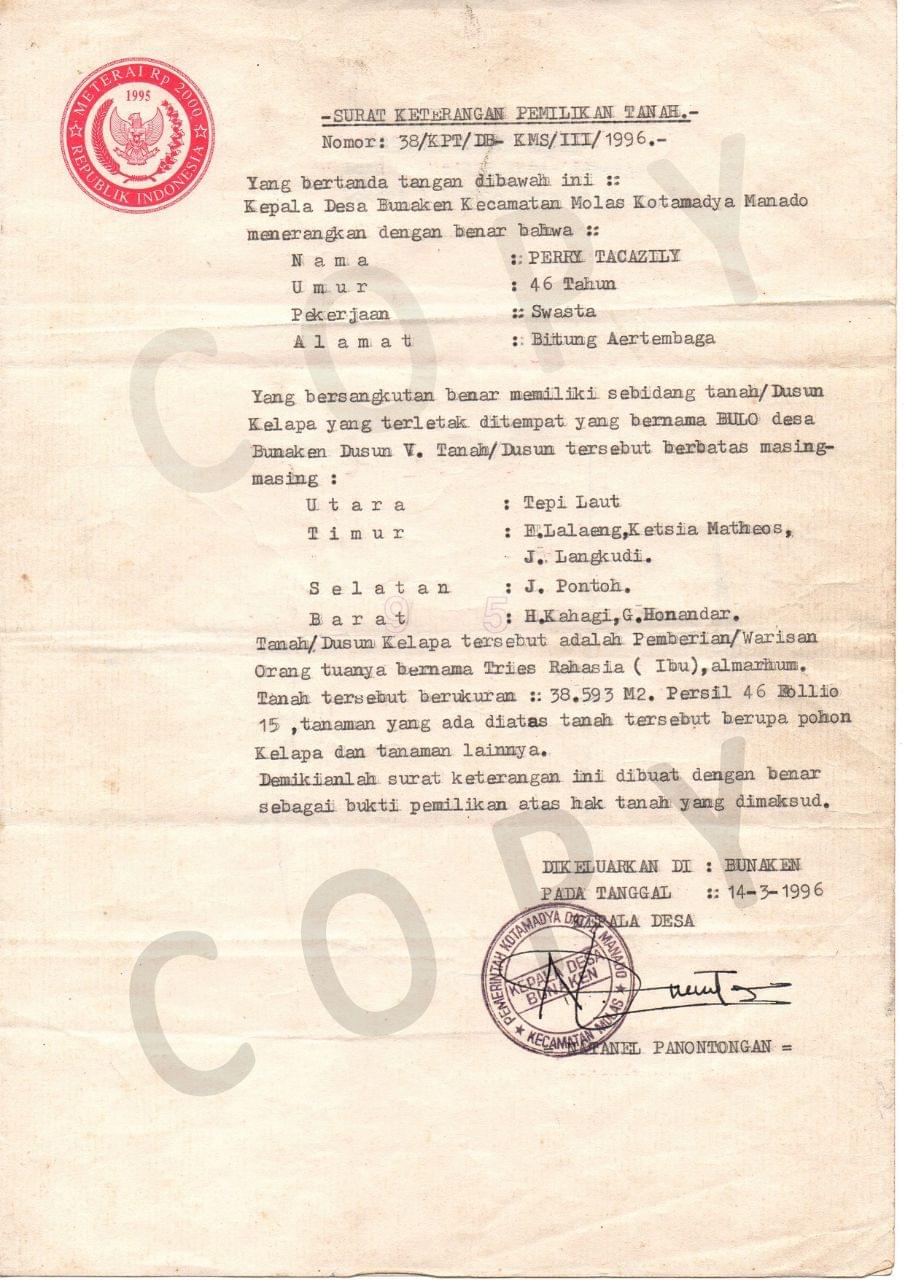 METERAI Rp 2000
1995
REPUBLIK INDONESIA
-SURAT KETERANGAN PEMILIKAN TANAH.-
Nomor: 38/KPT/DB- KMS/III/1996.-
Yang bertanda tangan dibawah ini ::
Kepala Desa Bunaken Kecamatan Molas Kotamadya Manado
menerangkan dengan benar bahwa ::
N a m a :: PERRY TACAZILY
U m u r : 46 Tahun
Pekerjaan :: Swasta
A l a m a t :: Bitung Aertembaga
Yang bersangkutan benar memiliki sebidang tanah/Dusun
Kelapa yang terletak ditempat yang bernama BULO desa
Bunaken Dusun V. Tanah/Dusun tersebut berbatas masing-
masing :
U t a r a : Tepi Laut
T i m u r : E.Lalaeng,Ketsia Matheos,
J. Langkudi.
S e l a t a n : J. Pontoh.
B a r a t : H.Kahagi,G.Honandar.
95
Tanah/Dusun Kelapa tersebut adalah Pemberian/Warisan
Orang tuanya bernama Tries Rahasia ( Ibu),almarhum.
Tanah tersebut berukuran :: 38.593 M2. Persil 46 Follio
15 ,tanaman yang ada diatas tanah tersebut berupa pohon
Kelapa dan tanaman lainnya.
Demikianlah surat keterangan ini dibuat dengan benar
sebagai bukti pemilikan atas hak tanah yang dimaksud.
DIKELUARKAN DI : BUNAKEN
PADA TANGGAL :: 14-3-1996
KEPALA DESA
PEMERINTAH KOTAMADYA DATI II MANADO
KEPALA DESA
BUNAKEN
KECAMATAN MOLAS
= NATANEL PANONTONGAN =
COPY
COPY